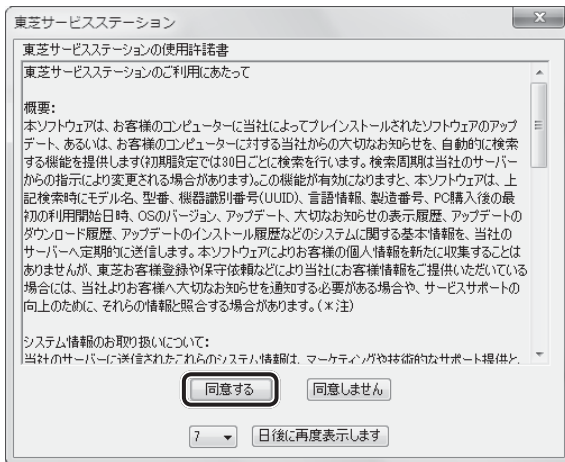 東芝サービスステーション
東芝サービスステーションの使用許諾書
東芝サービスステーションのご利用にあたって
概要:
本ソフトウェアは、お客様のコンピューターに当社によってプレインストールされたソフトウェアのアップ
デート、あるいは、お客様のコンピューターに対する当社からの大切なお知らせを、自動的に検索
する機能を提供します(初期設定では30日ごとに検索を行います。検索周期は当社のサーバー
からの指示により変更される場合があります)。この機能が有効になりますと、本ソフトウェアは、上
記検索時にモデル名、型番、機器識別番号(UUID)、言語情報、製造番号、PC購入後の最
初の利用開始日時、OSのバージョン、アップデート、大切なお知らせの表示履歴、アップデートの
ダウンロード履歴、アップデートのインストール履歴などのシステムに関する基本情報を、当社の
サーバーへ定期的に送信します。本ソフトウェアによりお客様の個人情報を新たに収集することは
ありませんが、東芝お客様登録や保守依頼などにより当社にお客様情報をご提供いただいている
場合には、当社よりお客様へ大切なお知らせを通知する必要がある場合や、サービスサポートの
向上のために、それらの情報と照合する場合があります。(*注)
システム情報のお取り扱いについて:
当社のサーバーに送信されたこれらのシステム情報は、マーケティングや技術的なサポート提供と、
同意する
同意しません
7
日後に再度表示します